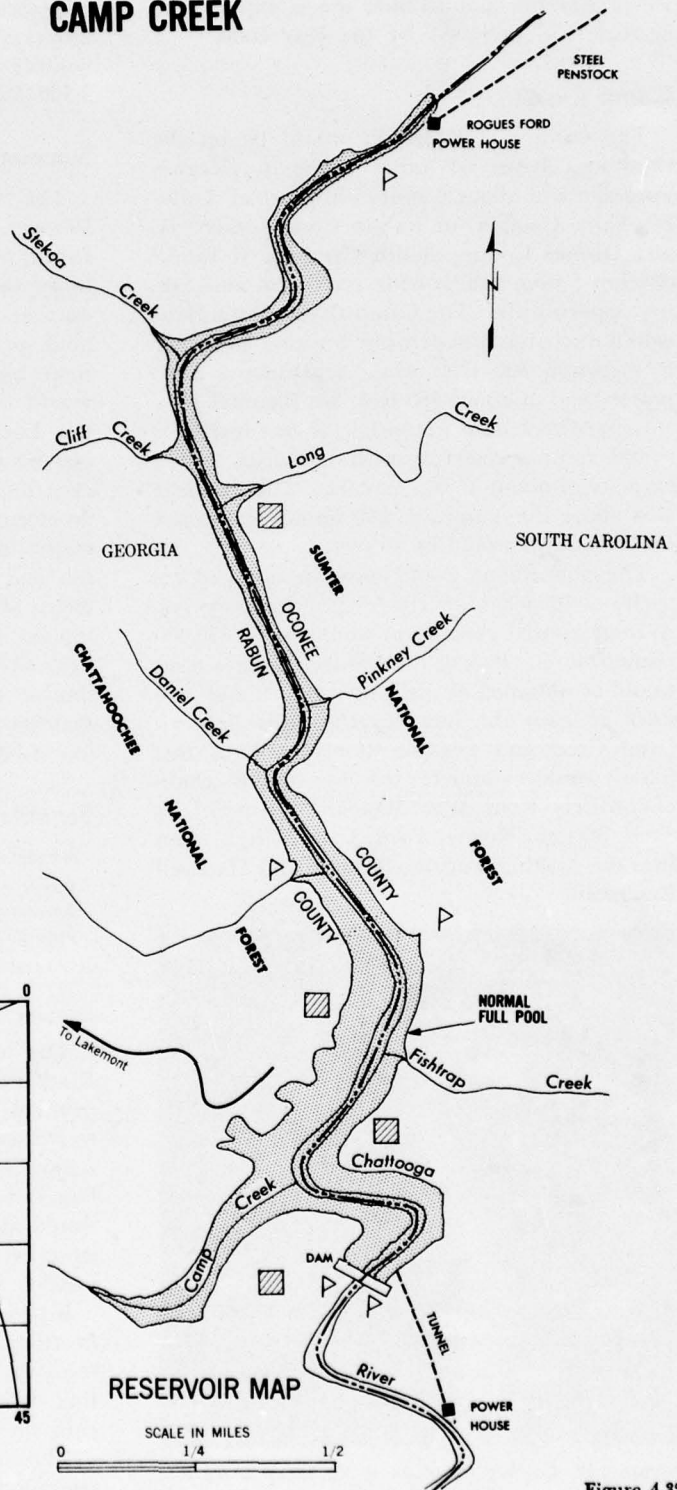 CAMP CREEK
STEEL
PENSTOCK
ROGUES FORD
POWER HOUSE
N
Stekoa
Creek
Creek
Cliff Creek
Long
GEORGIA
SOUTH CAROLINA
SUMTER
OCONEE
RABUN
Pinkney Creek
CHATTAHOOCHEE
Daniel Creek
NATIONAL
NATIONAL
COUNTY
FOREST
COUNTY
FOREST
0
NORMAL
FULL POOL
To Lakemont
Fishtrap
Creek
Chattooga
Creek
Camp
DAM
TUNNEL
River
RESERVOIR MAP
45
POWER
HOUSE
SCALE IN MILES
0 1/4 1/2